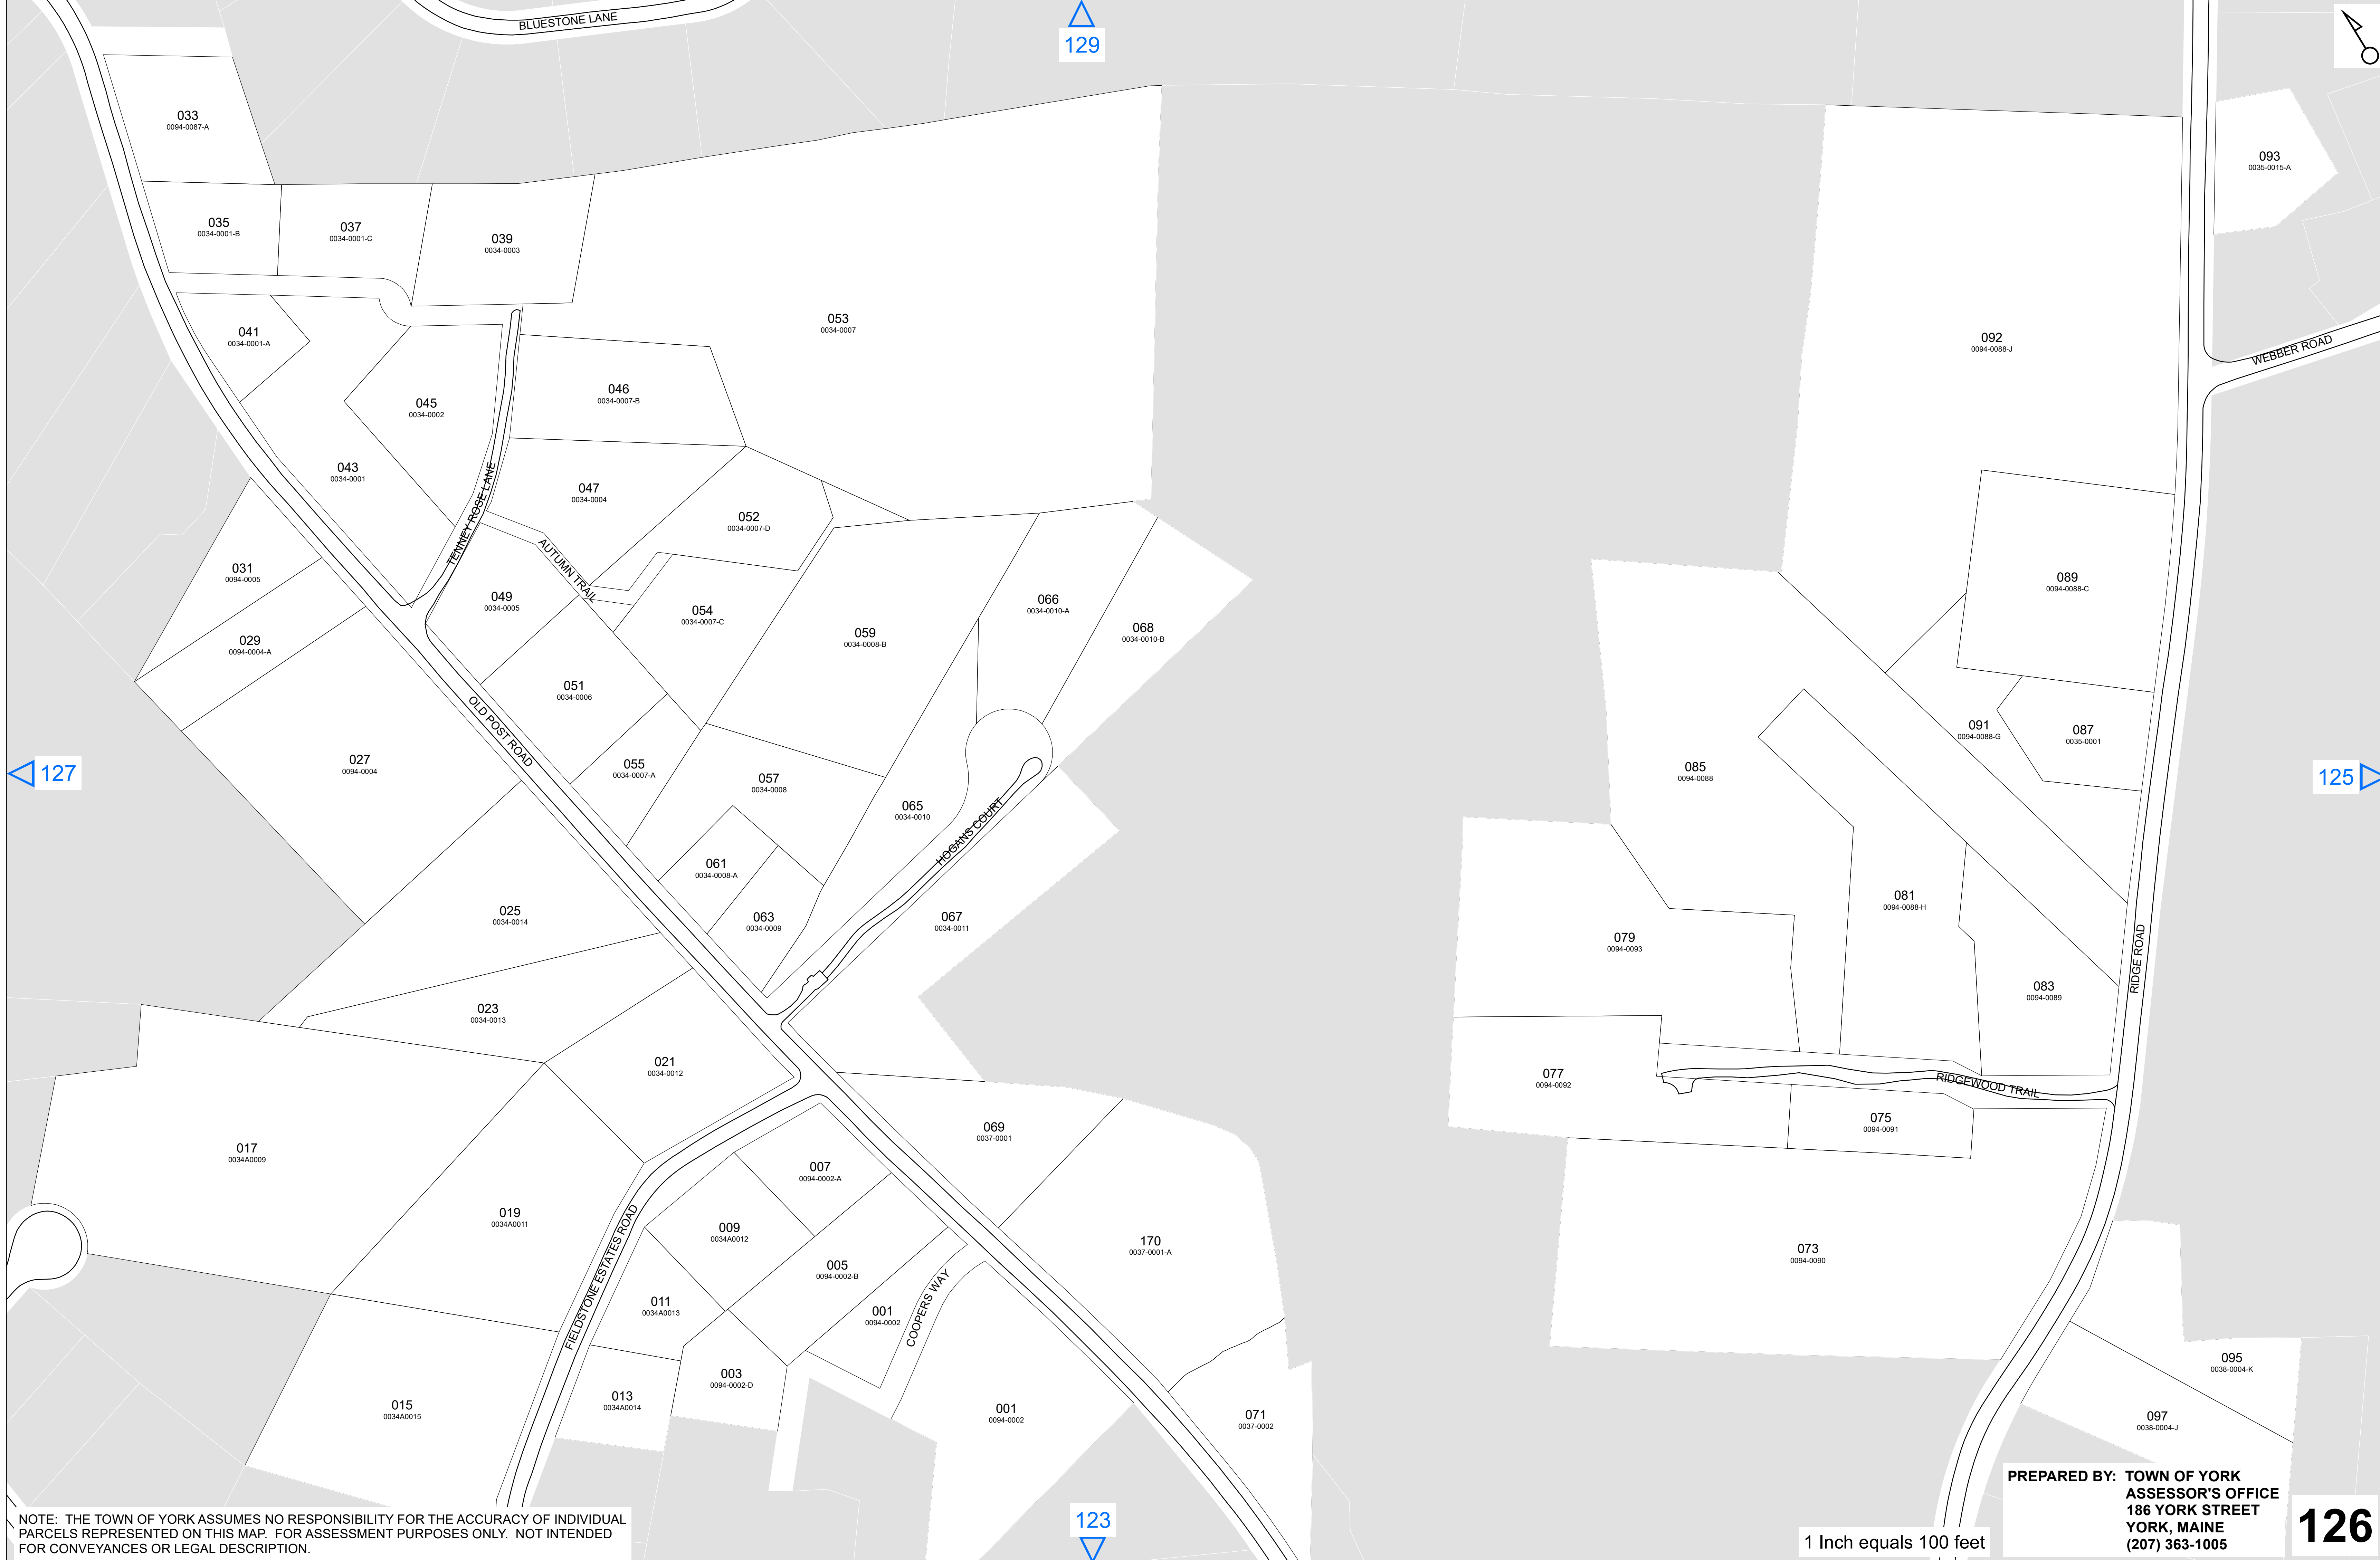 BLUESTONE LANE
129
033
0094-0087-A
093
0035-0015-A
035
0034-0001-B
037
0034-0001-C
039
0034-0003
053
0034-0007
041
0034-0001-A
092
0094-0088-J
WEBBER ROAD
046
0034-0007-B
045
0034-0002
043
0034-0001
TENNEY ROSE LANE
047
0034-0004
052
0034-0007-D
AUTUMN TRAIL
031
0094-0005
089
0094-0088-C
049
0034-0005
054
0034-0007-C
066
0034-0010-A
059
0034-0008-B
068
0034-0010-B
029
0094-0004-A
051
0034-0006
OLD POST ROAD
091
0094-0088-G
087
0035-0001
127
027
0094-0004
055
0034-0007-A
057
0034-0008
085
0094-0088
125
065
0034-0010
HOGANS COURT
061
0034-0008-A
081
0094-0088-H
025
0034-0014
063
0034-0009
067
0034-0011
079
0094-0093
RIDGE ROAD
083
0094-0089
023
0034-0013
021
0034-0012
077
0094-0092
RIDGEWOOD TRAIL
075
0094-0091
069
0037-0001
017
0034A0009
007
0094-0002-A
019
0034A0011
009
0034A0012
170
0037-0001-A
073
0094-0090
FIELDSTONE ESTATES ROAD
005
0094-0002-B
011
0034A0013
001
0094-0002
COOPERS WAY
095
0038-0004-K
003
0094-0002-D
013
0034A0014
015
0034A0015
001
0094-0002
071
0037-0002
097
0038-0004-J
NOTE: THE TOWN OF YORK ASSUMES NO RESPONSIBILITY FOR THE ACCURACY OF INDIVIDUAL
PARCELS REPRESENTED ON THIS MAP. FOR ASSESSMENT PURPOSES ONLY. NOT INTENDED
FOR CONVEYANCES OR LEGAL DESCRIPTION.
123
1 Inch equals 100 feet
PREPARED BY: TOWN OF YORK
ASSESSOR'S OFFICE
186 YORK STREET
YORK, MAINE
(207) 363-1005
126